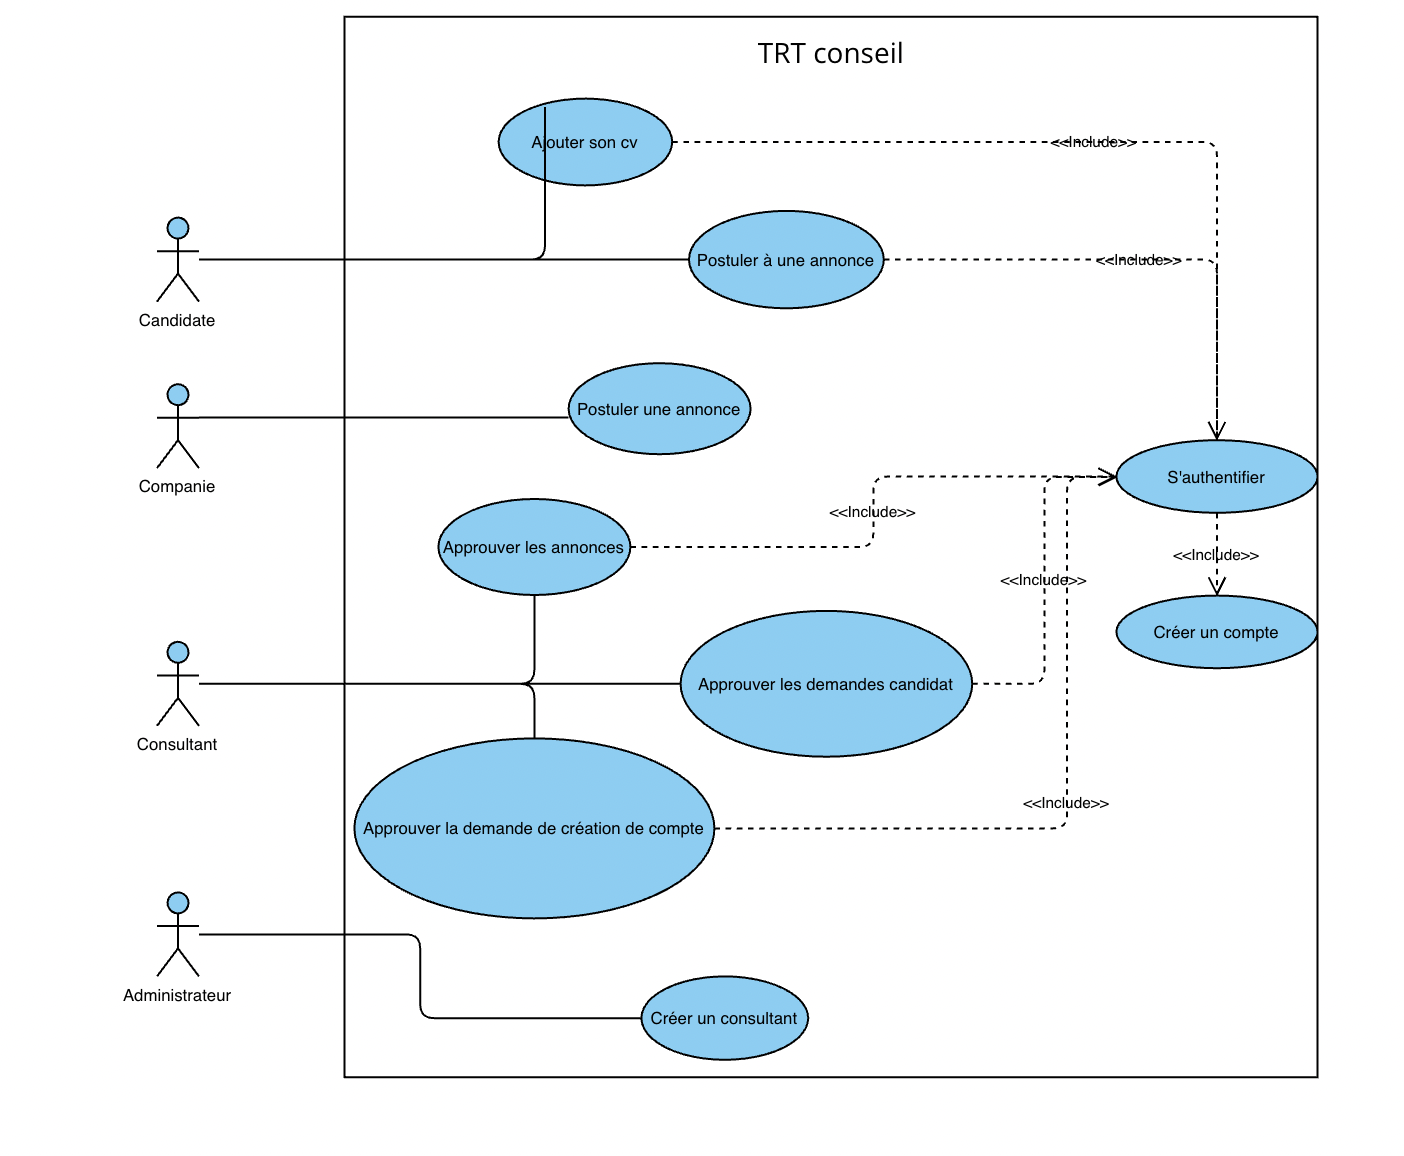 TRT conseil
Ajouter son cv
<<Include>>
Postuler à une annonce
<<Include>>
Candidate
Postuler une annonce
Companie
S'authentifier
<<Include>>
Approuver les annonces
<<Include>>
<<Include>>
Créer un compte
Approuver les demandes candidat
Consultant
<<Include>>
Approuver la demande de création de compte
Administrateur
Créer un consultant